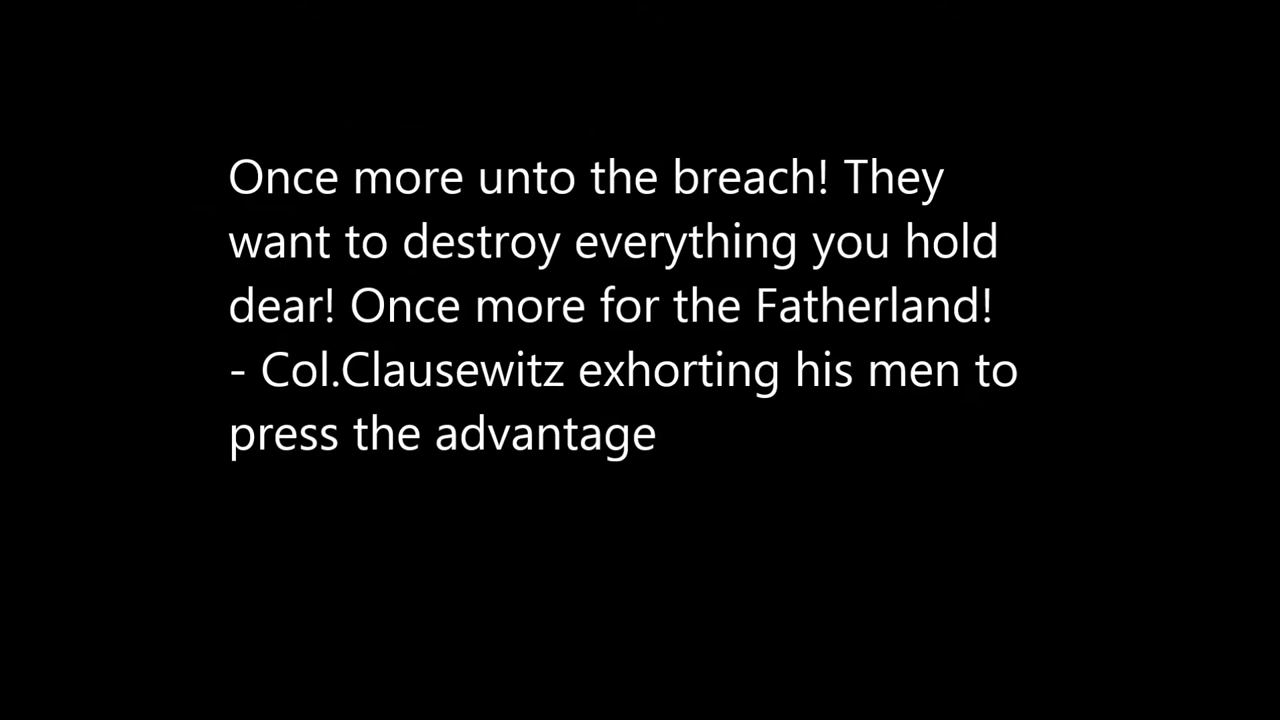 Once more unto the breach! They
want to destroy everything you hold
dear! Once more for the Fatherland!
- Col.Clausewitz exhorting his men to
press the advantage